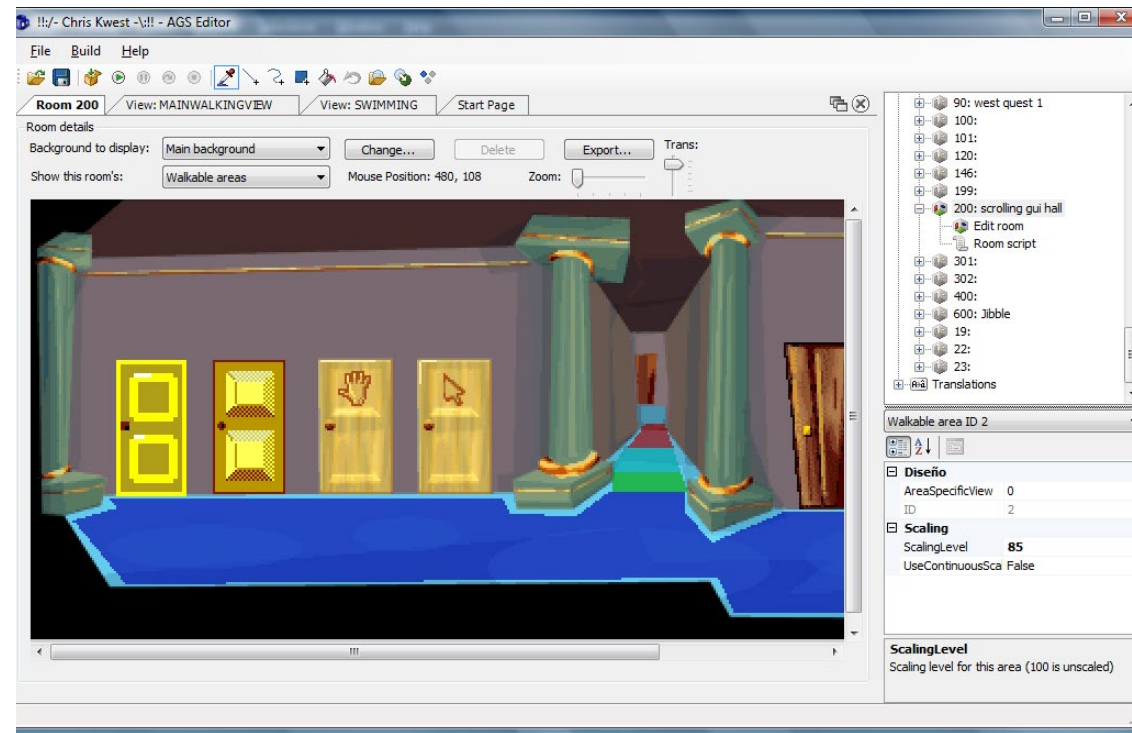 !!:/- Chris Kwest -\:!! - AGS Editor
File Build Help
Room 200 View: MAINWALKINGVIEW View: SWIMMING Start Page
Room details
Background to display: Main background Change... Delete Export... Trans:
Show this room's: Walkable areas Mouse Position: 480, 108 Zoom:
90: west quest 1
100:
101:
120:
146:
199:
200: scrolling gui hall
Edit room
Room script
301:
302:
400:
600: Jibble
19:
22:
23:
Translations
Walkable area ID 2
Diseño
AreaSpecificView 0
ID 2
Scaling
ScalingLevel 85
UseContinuousSca False
ScalingLevel
Scaling level for this area (100 is unscaled)